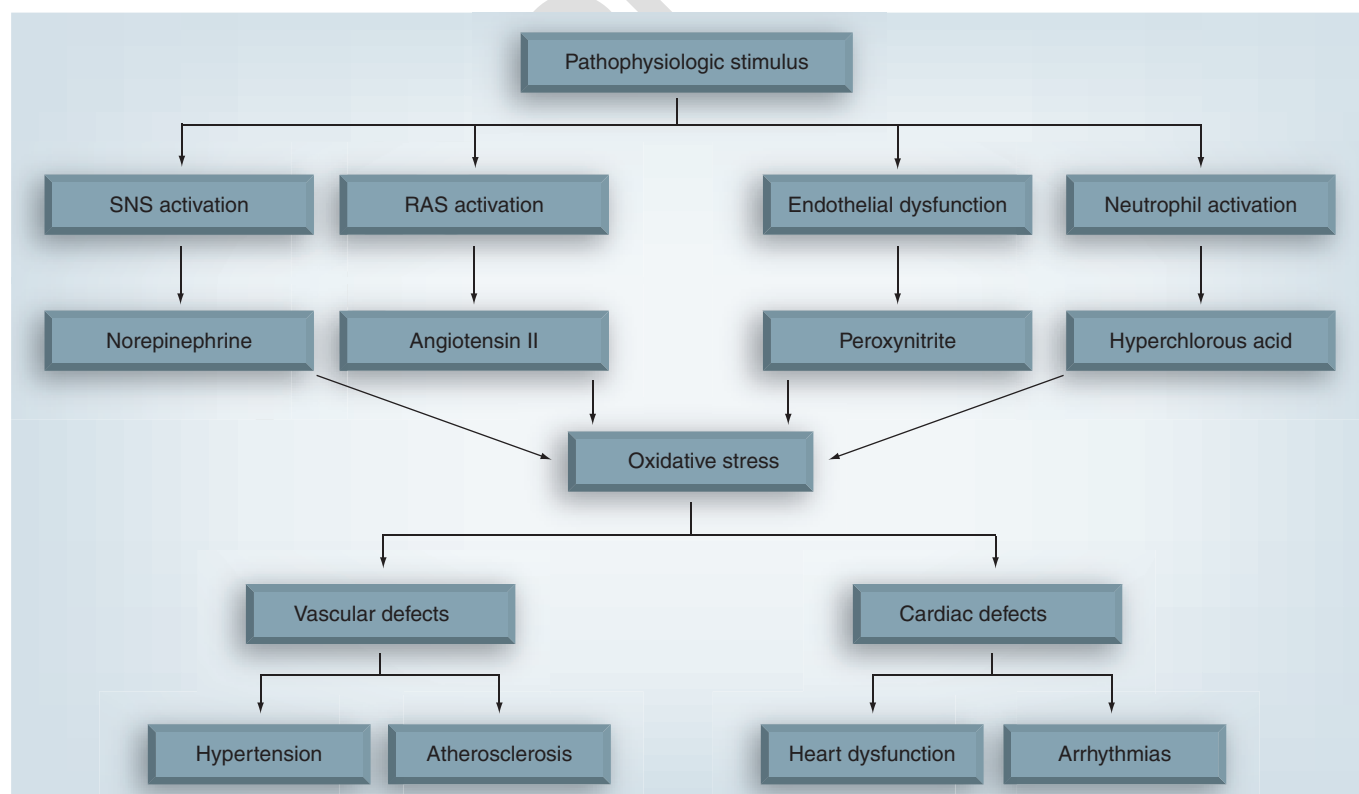 Pathophysiologic stimulus
SNS activation
RAS activation
Endothelial dysfunction
Neutrophil activation
Norepinephrine
Angiotensin II
Peroxynitrite
Hyperchlorous acid
Oxidative stress
Vascular defects
Cardiac defects
Hypertension
Atherosclerosis
Heart dysfunction
Arrhythmias